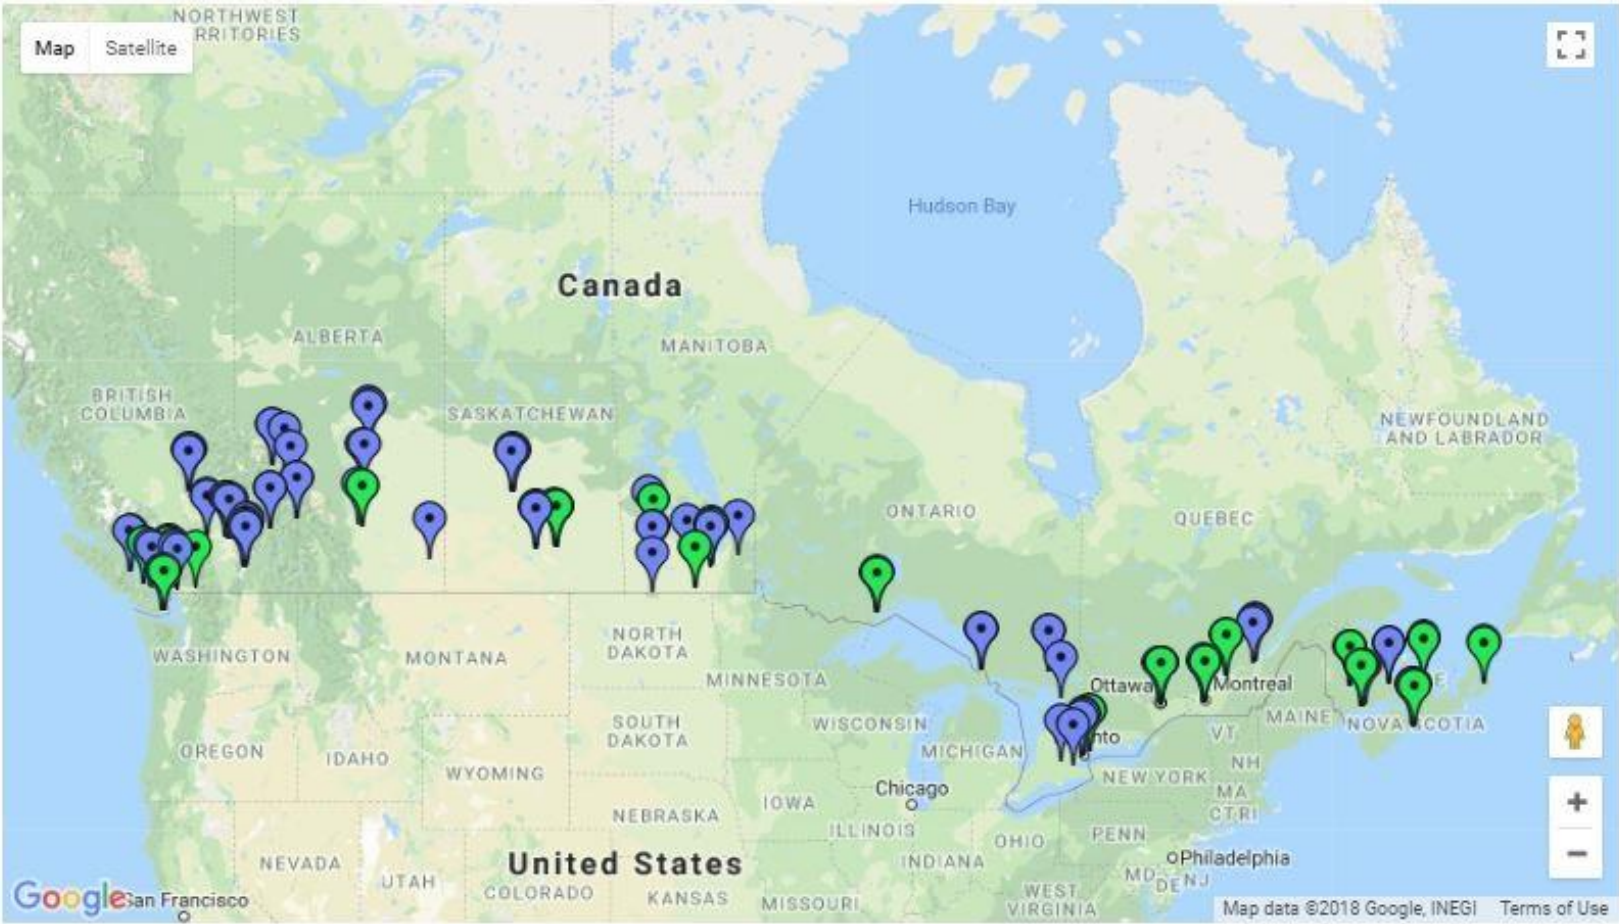 NORTHWEST
RRITORIES
Map
Satellite
Hudson Bay
Canada
ALBERTA
MANITOBA
BRITISH
COLUMBIA
SASKATCHEWAN
NEWFOUNDLAND
AND LABRADOR
ONTARIO
QUEBEC
NORTH
DAKOTA
WASHINGTON
MONTANA
MINNESOTA
Ottawa
Montreal
E
MAINE
NOVA SCOTIA
SOUTH
DAKOTA
WISCONSIN
MICHIGAN
nto
VT
NH
OREGON
IDAHO
WYOMING
NEW YORK
MA
CT RI
Chicago
NEBRASKA
IOWA
ILLINOIS
OHIO
PENN
NEVADA
UTAH
United States
INDIANA
Philadelphia
MD
DE NJ
COLORADO
KANSAS
MISSOURI
WEST
VIRGINIA
+
−
Google
San Francisco
Map data ©2018 Google, INEGI
Terms of Use